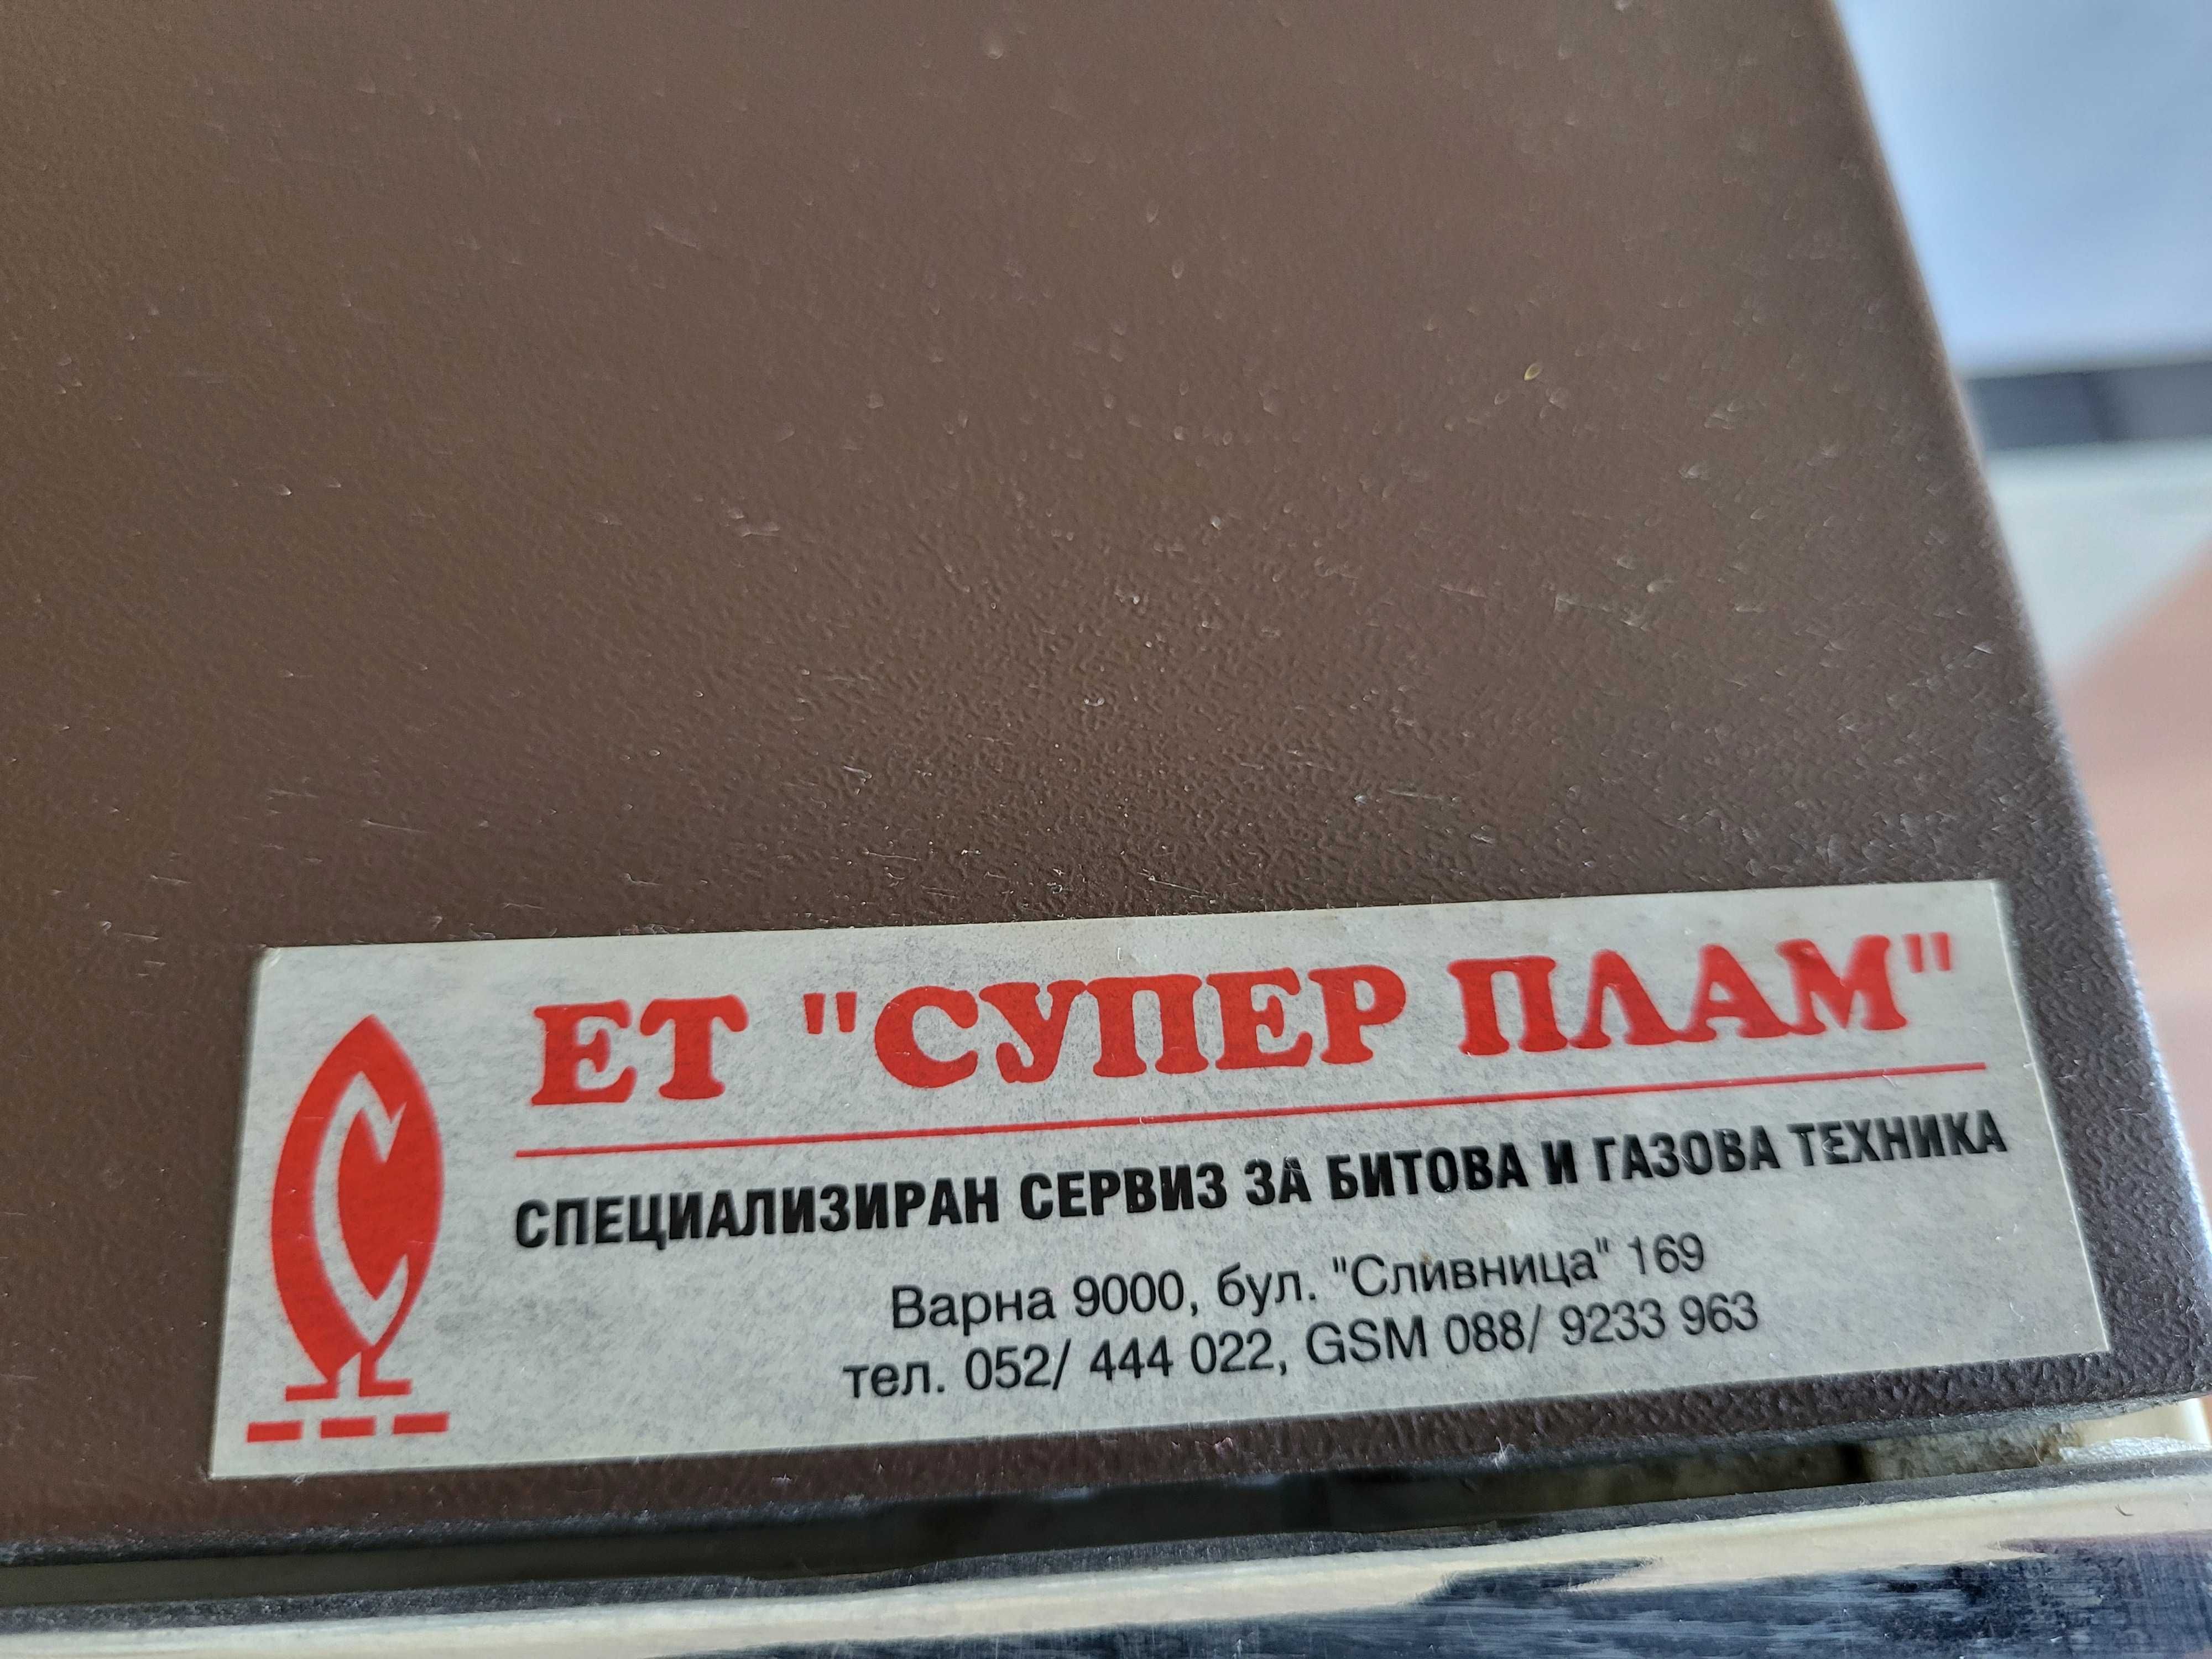 ЕТ "СУПЕР ПЛАМ"
СПЕЦИАЛИЗИРАН СЕРВИЗ ЗА БИТОВА И ГАЗОВА ТЕХНИКА
Варна 9000, бул. "Сливница" 169
тел. 052/ 444 022, GSM 088/ 9233 963